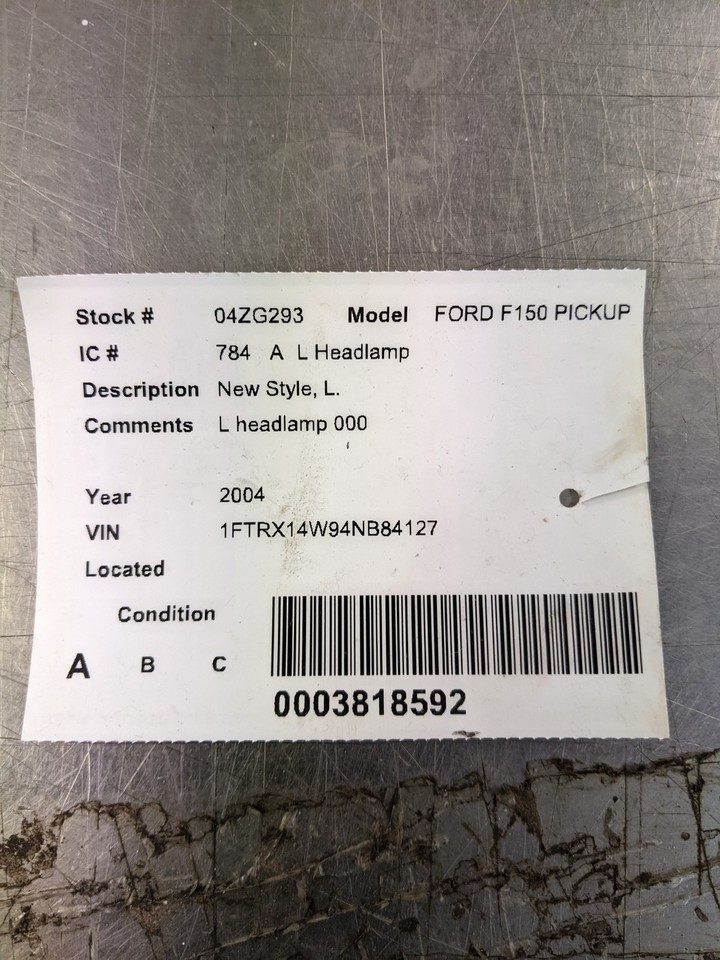 Stock # 04ZG293 Model FORD F150 PICKUP
IC # 784 A L Headlamp
Description New Style, L.
Comments L headlamp 000
Year 2004
VIN 1FTRX14W94NB84127
Located
Condition
A B C
0003818592